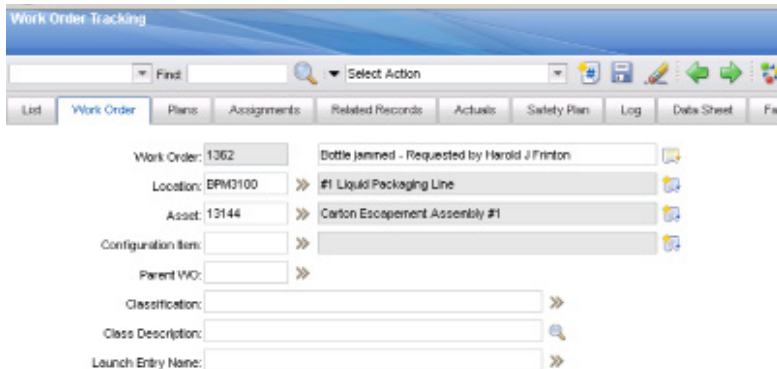 Work Order Tracking
Find: Select Action
List Work Order Plans Assignments Related Records Actuals Safety Plan Log Data Sheet
Work Order: 1362 Bottle jammed - Requested by Harold J Frinton
Location: BPM3100 #1 Liquid Packaging Line
Asset: 13144 Carton Escapement Assembly #1
Configuration Item:
Parent WO:
Classification:
Class Description:
Launch Entry Name: